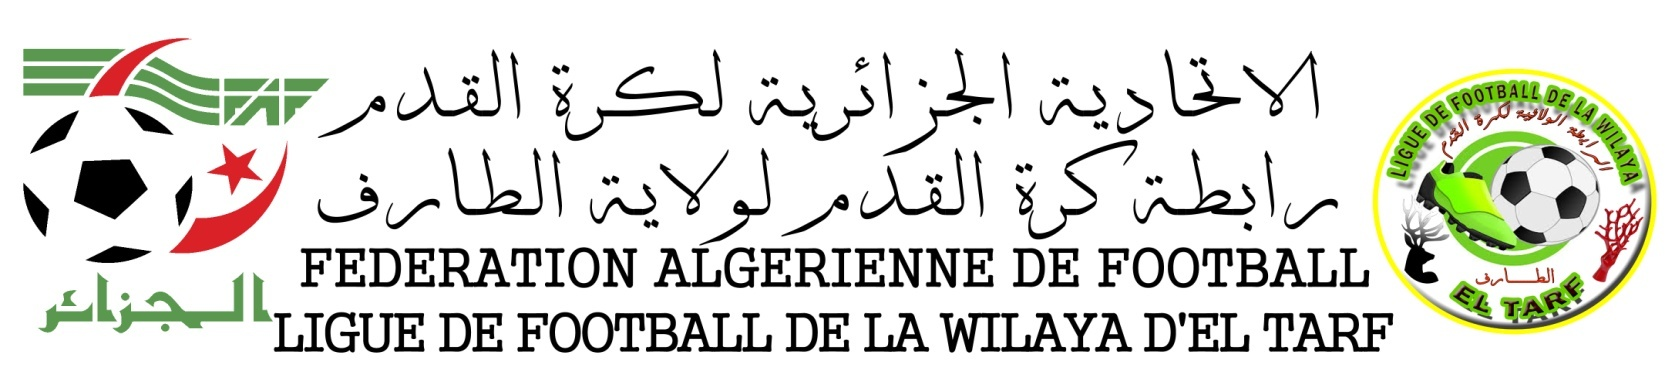 FAF
الجزائر
الاتحادية الجزائرية لكرة القدم
رابطة كرة القدم لولاية الطارف
FEDERATION ALGERIENNE DE FOOTBALL
LIGUE DE FOOTBALL DE LA WILAYA D'EL TARF
LIGUE DE FOOTBALL DE LA WILAYA
الرابطة الولائية لكرة القدم
الطارف
EL TARF